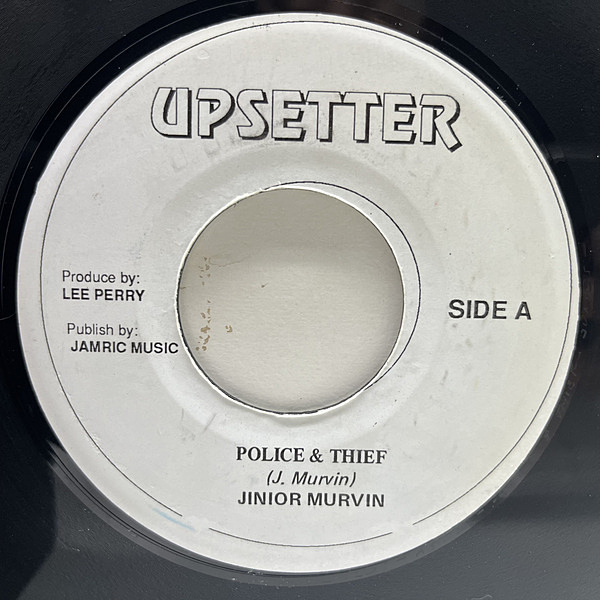 UPSETTER
Produce by:
LEE PERRY
Publish by:
JAMRIC MUSIC
SIDE A
POLICE & THIEF
(J. Murvin)
JINIOR MURVIN